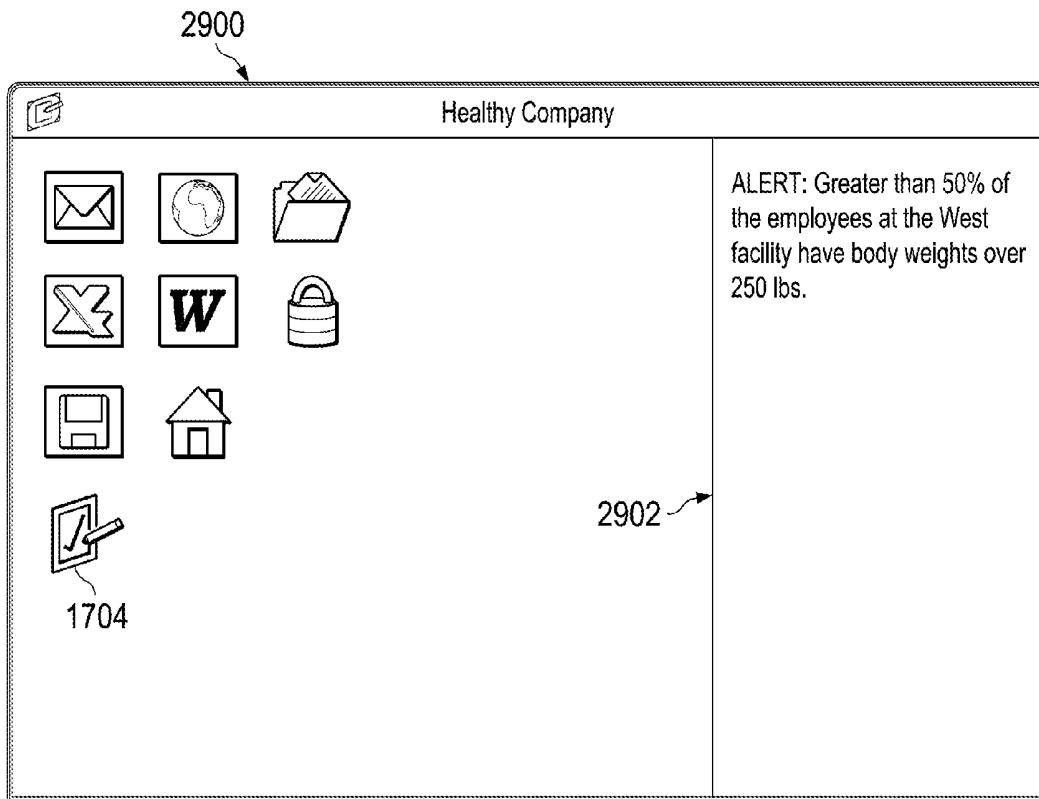 2900
Healthy Company
ALERT: Greater than 50% of
the employees at the West
facility have body weights over
250 lbs.
W
2902
1704